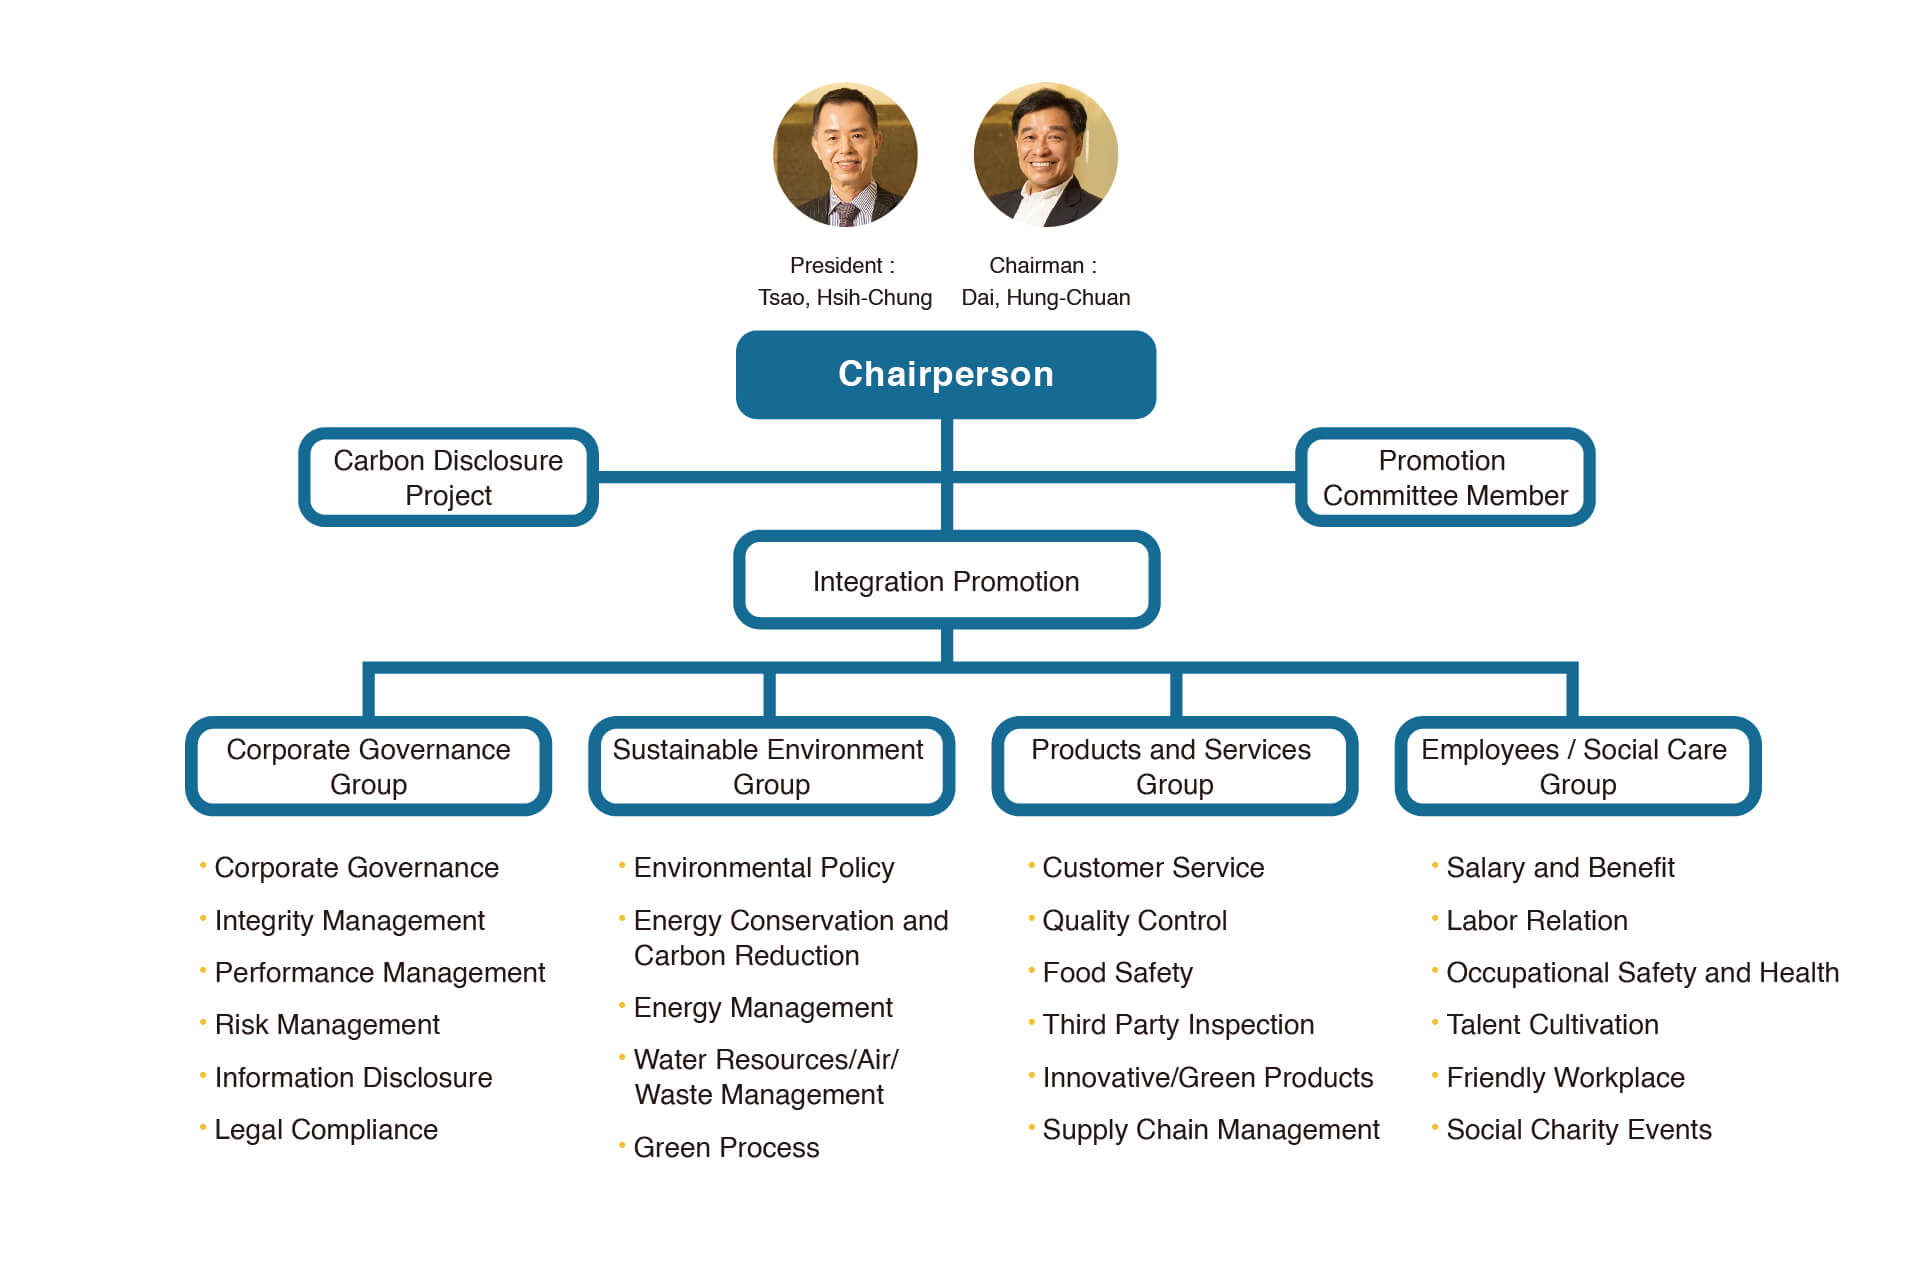 President :
Tsao, Hsih-Chung
Chairman :
Dai, Hung-Chuan
Chairperson
Carbon Disclosure
Project
Promotion
Committee Member
Integration Promotion
Corporate Governance
Group
Sustainable Environment
Group
Products and Services
Group
Employees / Social Care
Group
• Corporate Governance
• Integrity Management
• Performance Management
• Risk Management
• Information Disclosure
• Legal Compliance
• Environmental Policy
• Energy Conservation and
Carbon Reduction
• Energy Management
• Water Resources/Air/
Waste Management
• Green Process
• Customer Service
• Quality Control
• Food Safety
• Third Party Inspection
• Innovative/Green Products
• Supply Chain Management
• Salary and Benefit
• Labor Relation
• Occupational Safety and Health
• Talent Cultivation
• Friendly Workplace
• Social Charity Events